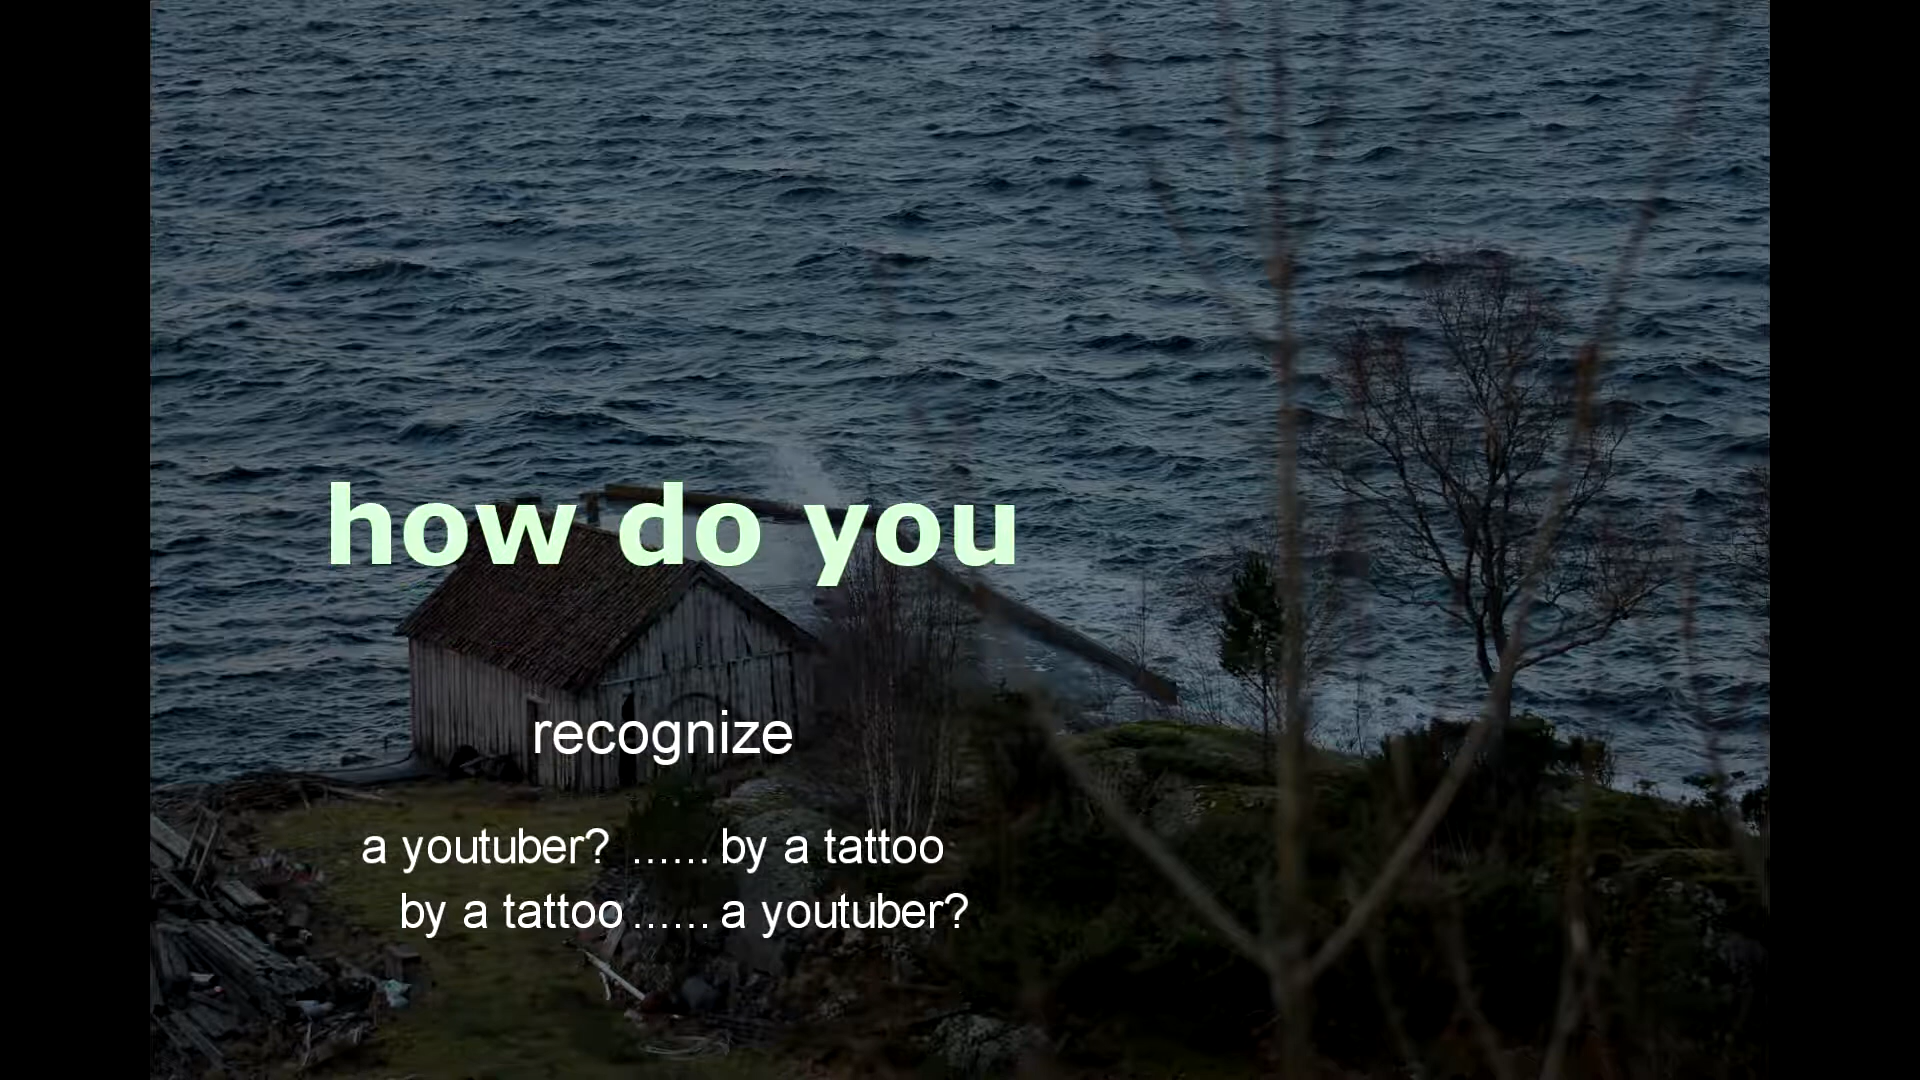 how do you
recognize
a youtuber? ...... by a tattoo
by a tattoo ...... a youtuber?